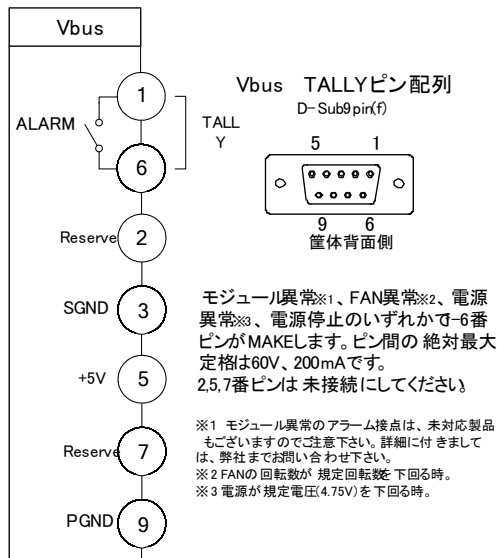 Vbus
1
ALARM
TALL
Y
6
Reserve
2
SGND
3
+5V
5
Reserve
7
PGND
9
Vbus TALLYピン配列
D-Sub9pin(f)
5 1
9 6
筐体背面側
モジュール異常※1、FAN異常※2、電源
異常※3、電源停止のいずれかで-6番
ピンがMAKEします。ピン間の 絶対最大
定格は60V、200mAです。
2,5,7番ピンは 未接続にしてください。
※1 モジュール異常のアラーム接点は、未対応製品
もございますのでご注意下さい。詳細に付きまして
は、弊社までお問い合わせ下さい。
※2 FANの回転数が 規定回転数を下回る時。
※3 電源が規定電圧(4.75V)を下回る時。